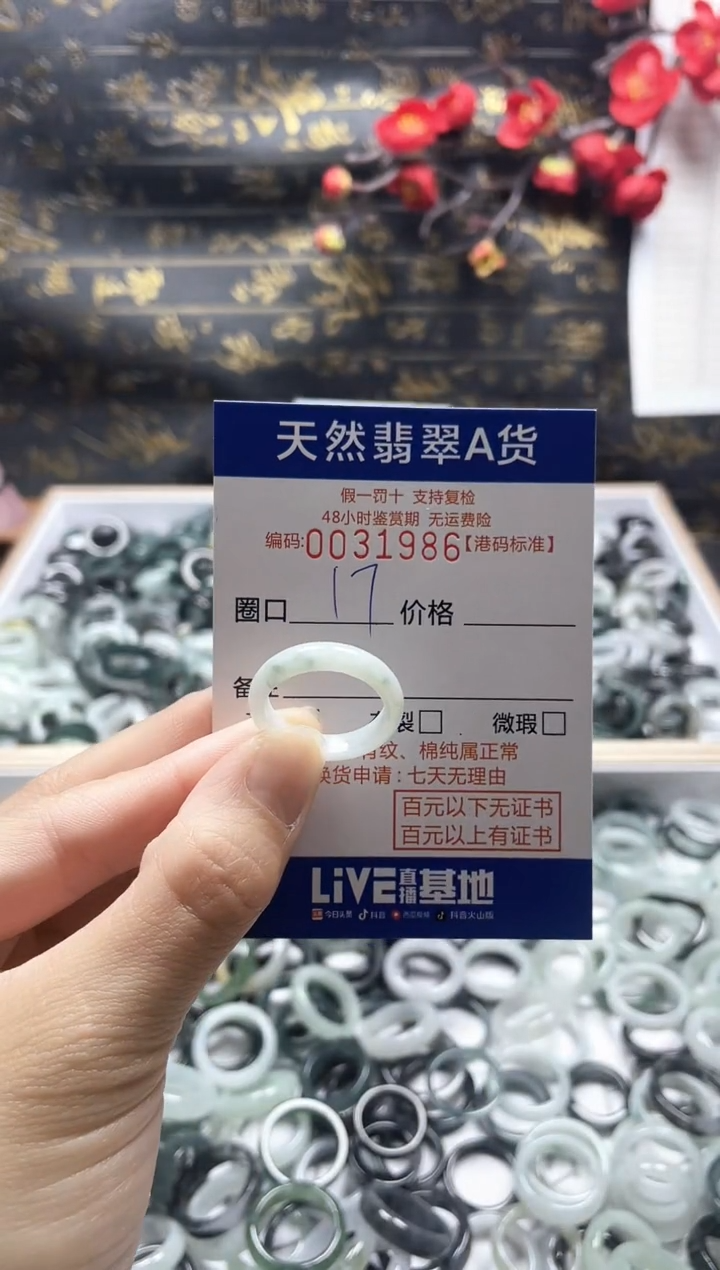 天然翡翠A货
假一罚十 支持复检
48小时鉴赏期 无运费险
编码:0031986【港码标准】
圈口 17 价格
备
裂□ 微瑕□
纹、棉纯属正常
换货申请:七天无理由
百元以下无证书
百元以上有证书
LiVE直播基地
今日头条 抖音 西瓜视频 抖音火山版